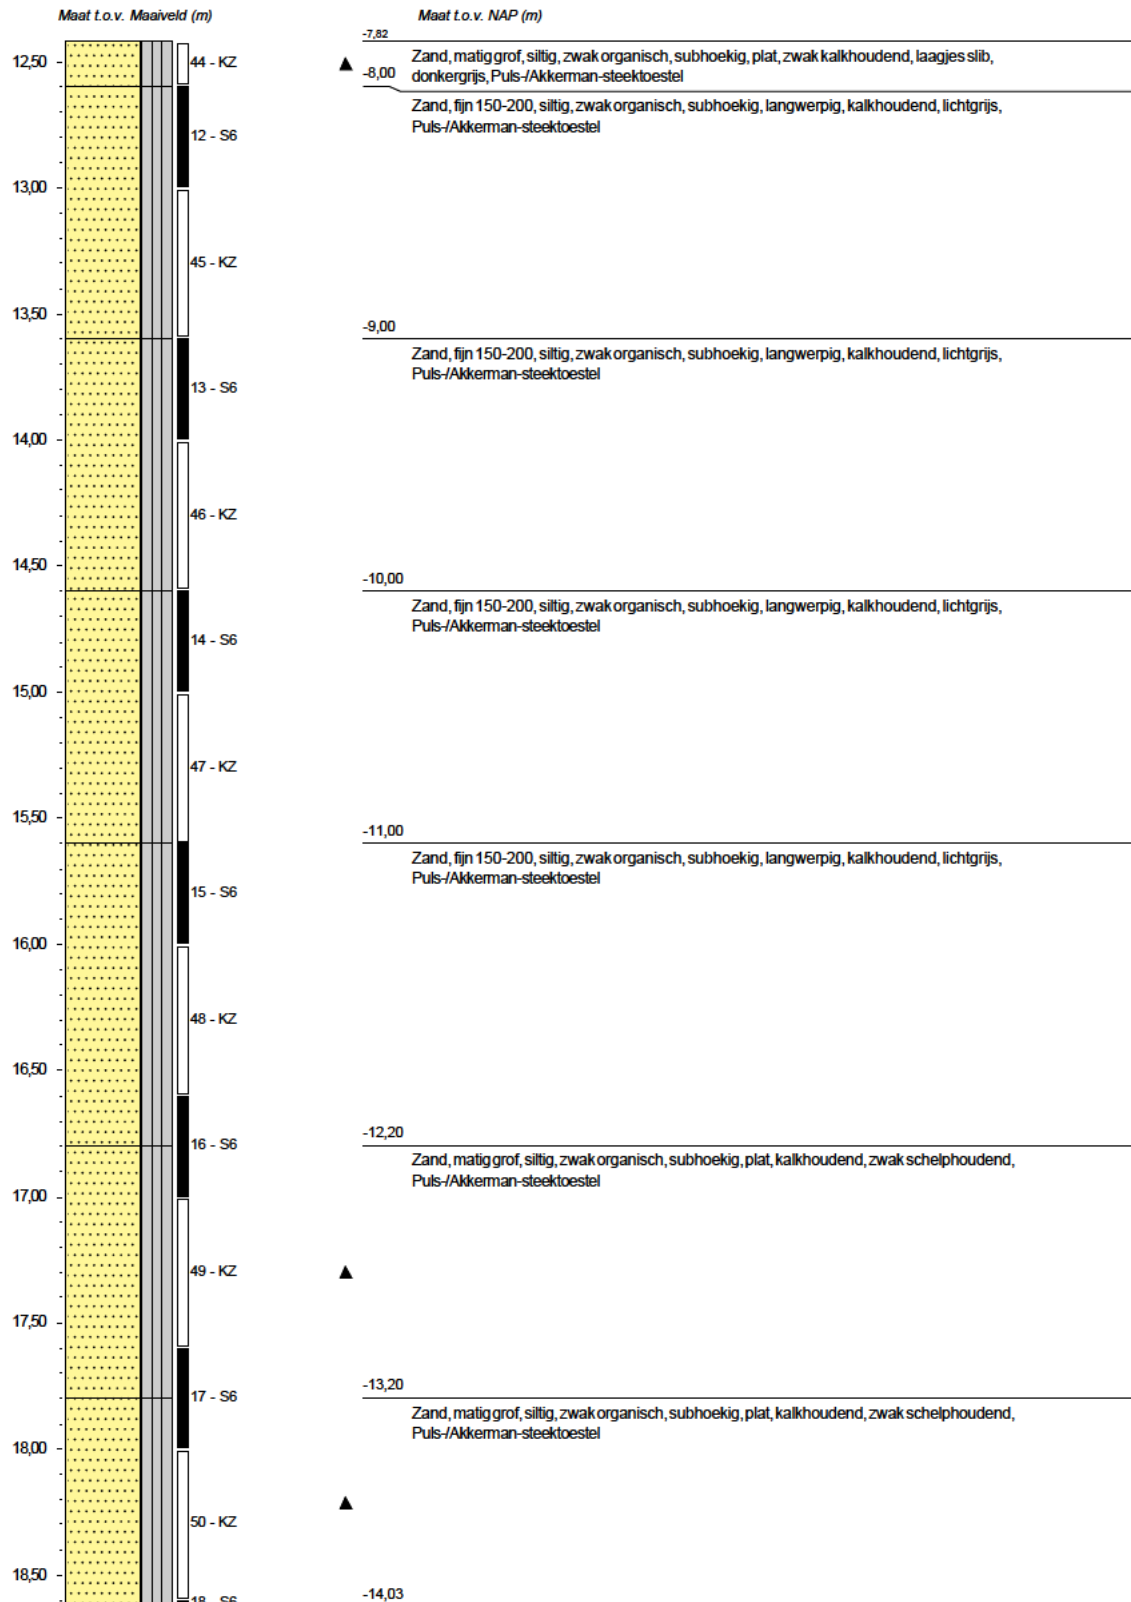 Maat t.o.v. Maaiveld (m) Maat t.o.v. NAP (m)
-7,82
12,50 44 - KZ Zand, matig grof, siltig, zwak organisch, subhoekig, plat, zwak kalkhoudend, laagjes slib,
-8,00 donkergrijs, Puls-/Akkerman-steektoestel
Zand, fijn 150-200, siltig, zwak organisch, subhoekig, langwerpig, kalkhoudend, lichtgrijs,
12 - S6 Puls-/Akkerman-steektoestel
13,00
45 - KZ
13,50
-9,00
Zand, fijn 150-200, siltig, zwak organisch, subhoekig, langwerpig, kalkhoudend, lichtgrijs,
Puls-/Akkerman-steektoestel
13 - S6
14,00
46 - KZ
14,50
-10,00
Zand, fijn 150-200, siltig, zwak organisch, subhoekig, langwerpig, kalkhoudend, lichtgrijs,
Puls-/Akkerman-steektoestel
14 - S6
15,00
47 - KZ
15,50
-11,00
Zand, fijn 150-200, siltig, zwak organisch, subhoekig, langwerpig, kalkhoudend, lichtgrijs,
Puls-/Akkerman-steektoestel
15 - S6
16,00
48 - KZ
16,50
-12,20
16 - S6
Zand, matig grof, siltig, zwak organisch, subhoekig, plat, kalkhoudend, zwak schelphoudend,
Puls-/Akkerman-steektoestel
17,00
49 - KZ
17,50
-13,20
17 - S6
Zand, matig grof, siltig, zwak organisch, subhoekig, plat, kalkhoudend, zwak schelphoudend,
Puls-/Akkerman-steektoestel
18,00
50 - KZ
18,50
-14,03
18 - S6